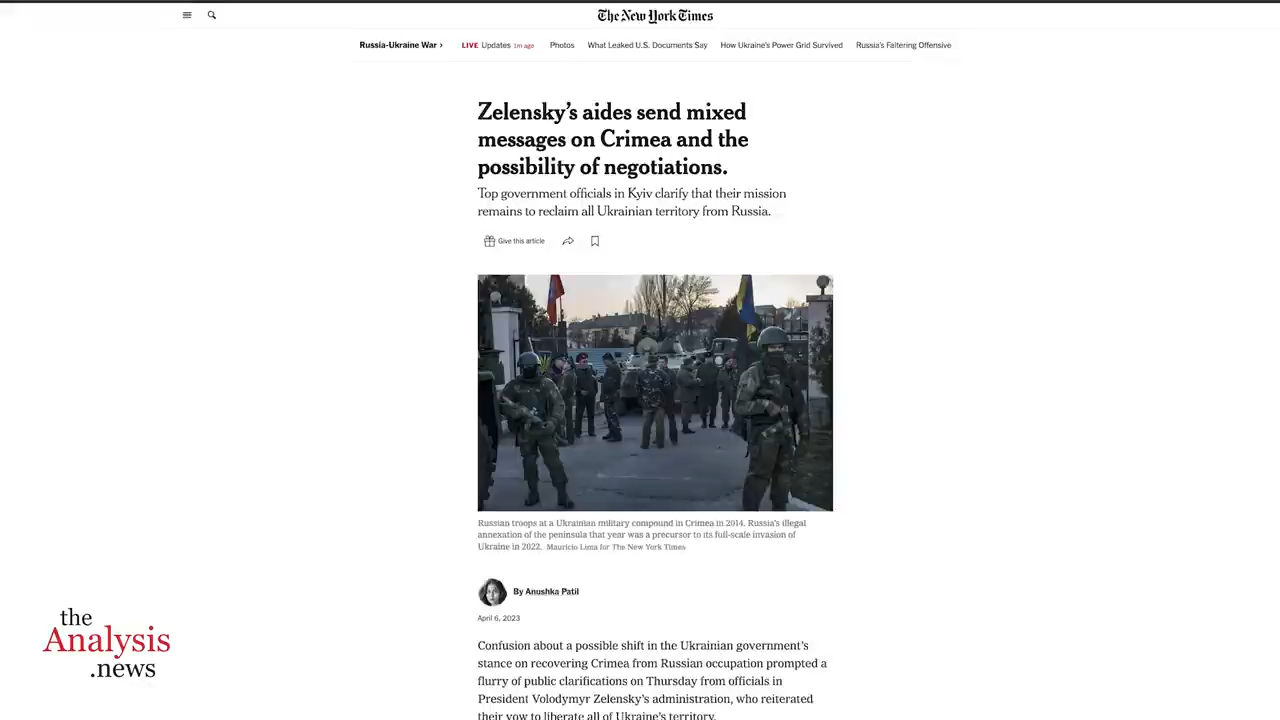 The New York Times
Russia-Ukraine War › LIVE Updates 1m ago Photos What Leaked U.S. Documents Say How Ukraine's Power Grid Survived Russia's Faltering Offensive
Zelensky's aides send mixed
messages on Crimea and the
possibility of negotiations.
Top government officials in Kyiv clarify that their mission
remains to reclaim all Ukrainian territory from Russia.
Give this article
Russian troops at a Ukrainian military compound in Crimea in 2014. Russia's illegal
annexation of the peninsula that year was a precursor to its full-scale invasion of
Ukraine in 2022. Mauricio Lima for The New York Times
By Anushka Patil
April 6, 2023
Confusion about a possible shift in the Ukrainian government's
stance on recovering Crimea from Russian occupation prompted a
flurry of public clarifications on Thursday from officials in
President Volodymyr Zelensky's administration, who reiterated
their vow to liberate all of Ukraine's territory.
the
Analysis
.news